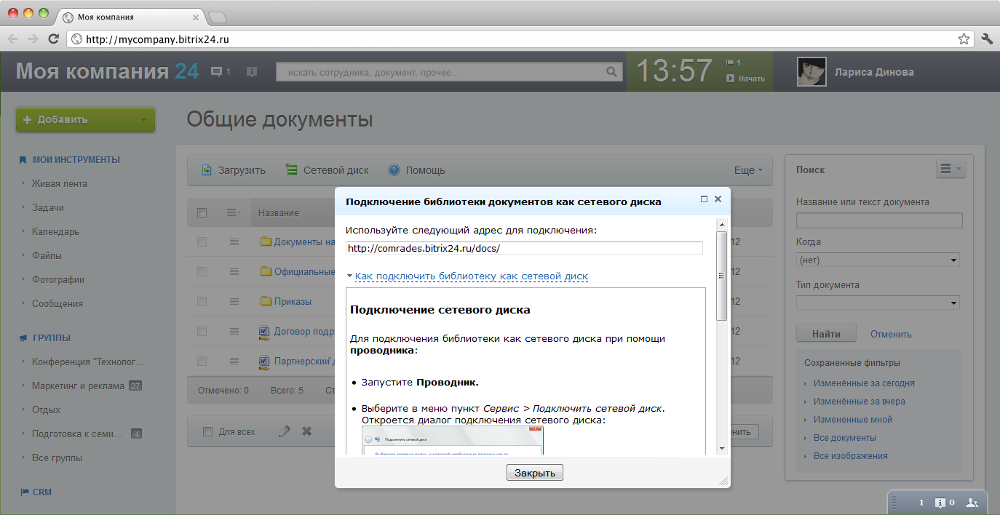 Моя компания
http://mycompany.bitrix24.ru
Моя компания 24
1
искать сотрудника, документ, прочее...
13:57
1
Начать
Лариса Динова
Добавить
Общие документы
МОИ ИНСТРУМЕНТЫ
Живая лента
Задачи
Календарь
Файлы
Фотографии
Сообщения
ГРУППЫ
Конференция "Технолог...
Маркетинг и реклама 27
Отдых
Подготовка к семи... 4
Все группы
CRM
Загрузить
Сетевой диск
Помощь
Еще
Название
Документы на
12
Официальные
12
Приказы
12
Договор подр
12
Партнерский
12
Отмечено: 0
Всего: 5
Ст
Для всех
нить
Подключение библиотеки документов как сетевого диска
Используйте следующий адрес для подключения:
http://comrades.bitrix24.ru/docs/
Как подключить библиотеку как сетевой диск
Подключение сетевого диска
Для подключения библиотеки как сетевого диска при помощи
проводника:
Запустите Проводник.
Выберите в меню пункт Сервис > Подключить сетевой диск.
Откроется диалог подключения сетевого диска:
Подключить сетевой диск
Закрыть
Поиск
Название или текст документа
Когда
(нет)
Тип документа
Найти
Отменить
Сохраненные фильтры
Изменённые за сегодня
Изменённые за вчера
Измененные мной
Все документы
Все изображения
1
0